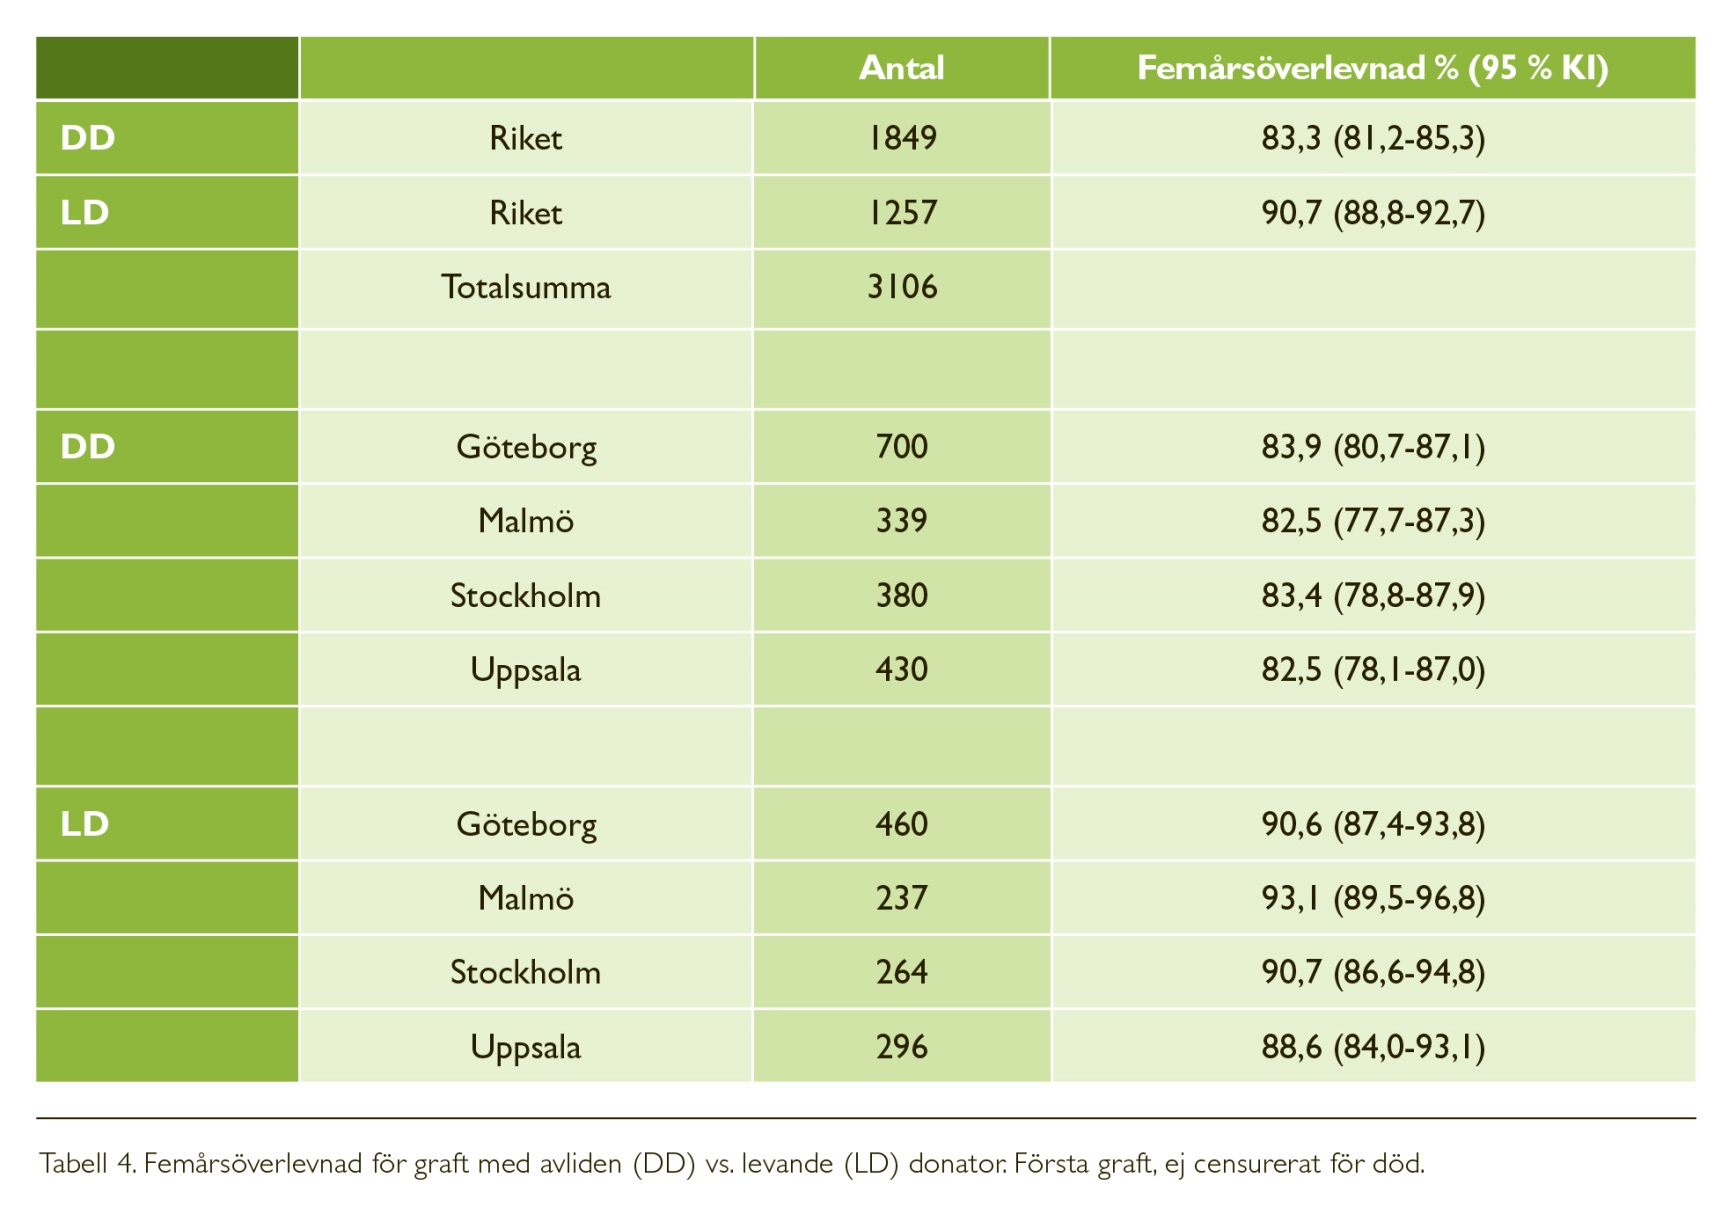 Antal Femårsöverlevnad % (95 % KI)
DD Riket 1849 83,3 (81,2-85,3)
LD Riket 1257 90,7 (88,8-92,7)
Totalsumma 3106
DD Göteborg 700 83,9 (80,7-87,1)
Malmö 339 82,5 (77,7-87,3)
Stockholm 380 83,4 (78,8-87,9)
Uppsala 430 82,5 (78,1-87,0)
LD Göteborg 460 90,6 (87,4-93,8)
Malmö 237 93,1 (89,5-96,8)
Stockholm 264 90,7 (86,6-94,8)
Uppsala 296 88,6 (84,0-93,1)
Tabell 4. Femårsöverlevnad för graft med avliden (DD) vs. levande (LD) donator. Första graft, ej censurerat för död.